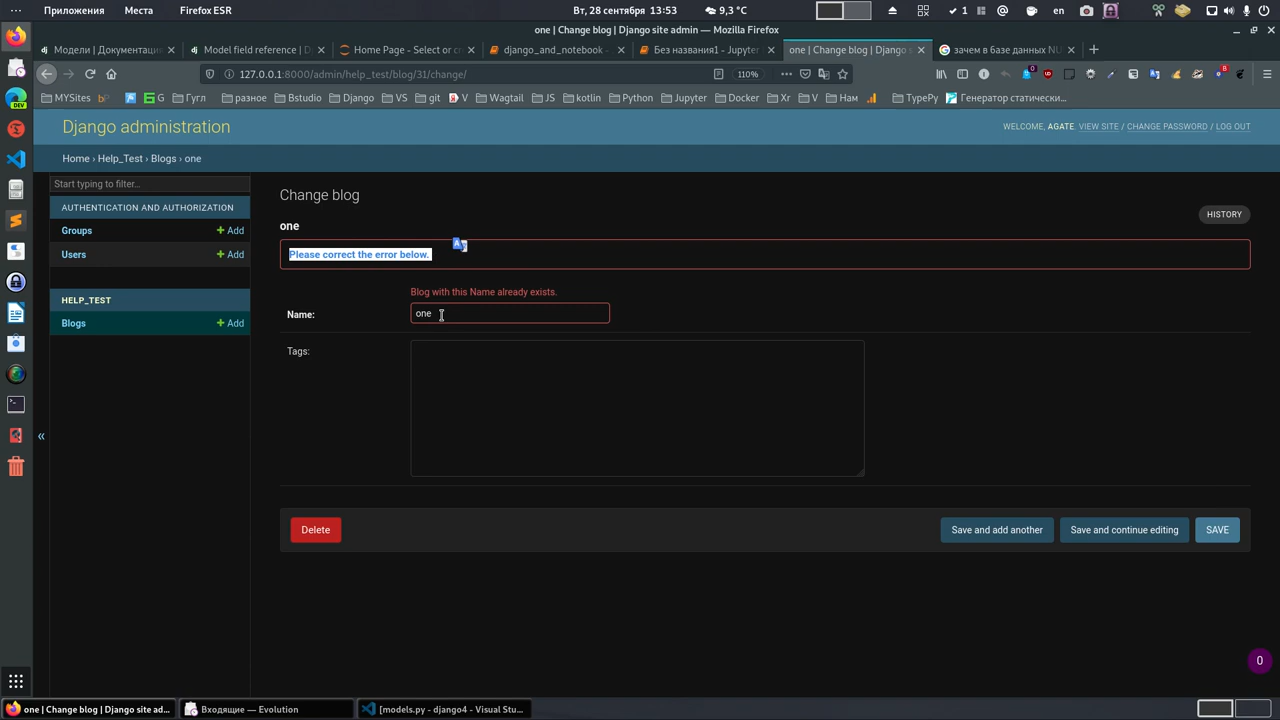 Приложения Места Firefox ESR Вт, 28 сентября 13:53 9,3 °C 1 en
one | Change blog | Django site admin — Mozilla Firefox
Модели | Документация Model field reference | D Home Page - Select or c django_and_notebook - Без названия1 - Jupyter one | Change blog | Django s зачем в базе данных NU
127.0.0.1:8000/admin/help_test/blog/31/change/ 110%
MYSites G Гугл разное Bstudio Django VS git V Wagtail JS kotlin Python Jupyter Docker Xr V Нам TypePy Генератор статически...
Django administration
WELCOME, AGATE. VIEW SITE / CHANGE PASSWORD / LOG OUT
Home › Help_Test › Blogs › one
Start typing to filter...
AUTHENTICATION AND AUTHORIZATION
Groups + Add
Users + Add
HELP_TEST
Blogs + Add
«
Change blog
HISTORY
one
Please correct the error below.
Blog with this Name already exists.
Name: one
Tags:
Delete
Save and add another Save and continue editing SAVE
0
one | Change blog | Django site ad... Входящие — Evolution [models.py - django4 - Visual Stu...